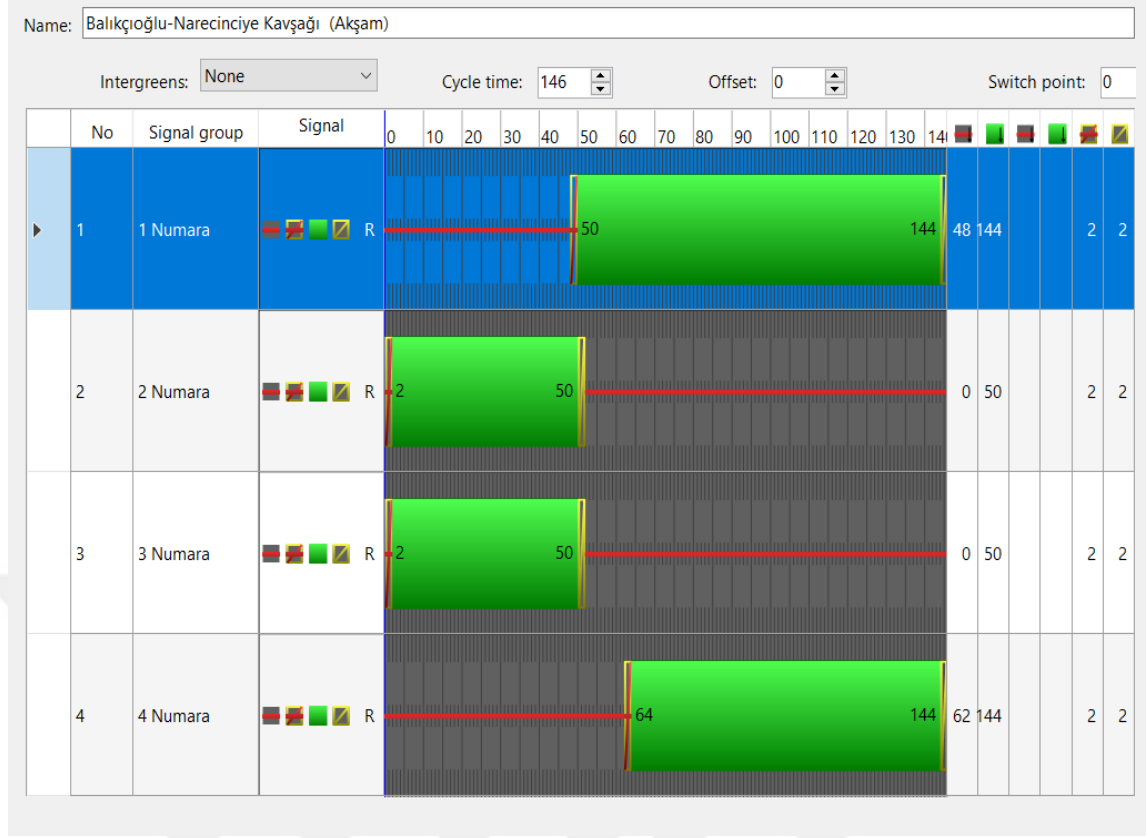 Name: Balıkçıoğlu-Narecinciye Kavşağı (Akşam)
Intergreens: None Cycle time: 146 Offset: 0 Switch point: 0
No Signal group Signal 0 10 20 30 40 50 60 70 80 90 100 110 120 130 14
1 1 Numara R 50 144 48 144 2 2
2 2 Numara R 2 50 0 50 2 2
3 3 Numara R 2 50 0 50 2 2
4 4 Numara R 64 144 62 144 2 2